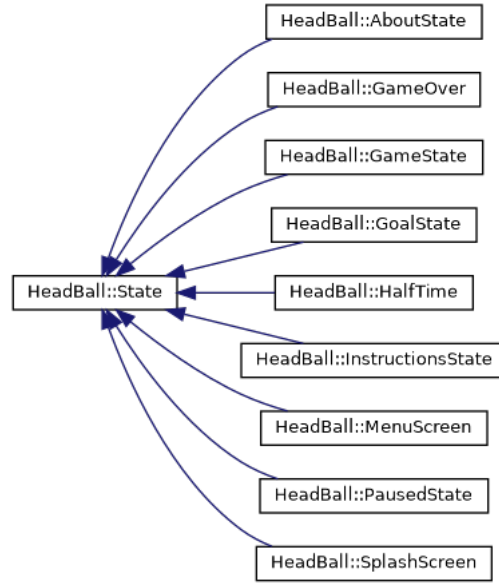 HeadBall::AboutState
HeadBall::GameOver
HeadBall::GameState
HeadBall::GoalState
HeadBall::State
HeadBall::HalfTime
HeadBall::InstructionsState
HeadBall::MenuScreen
HeadBall::PausedState
HeadBall::SplashScreen